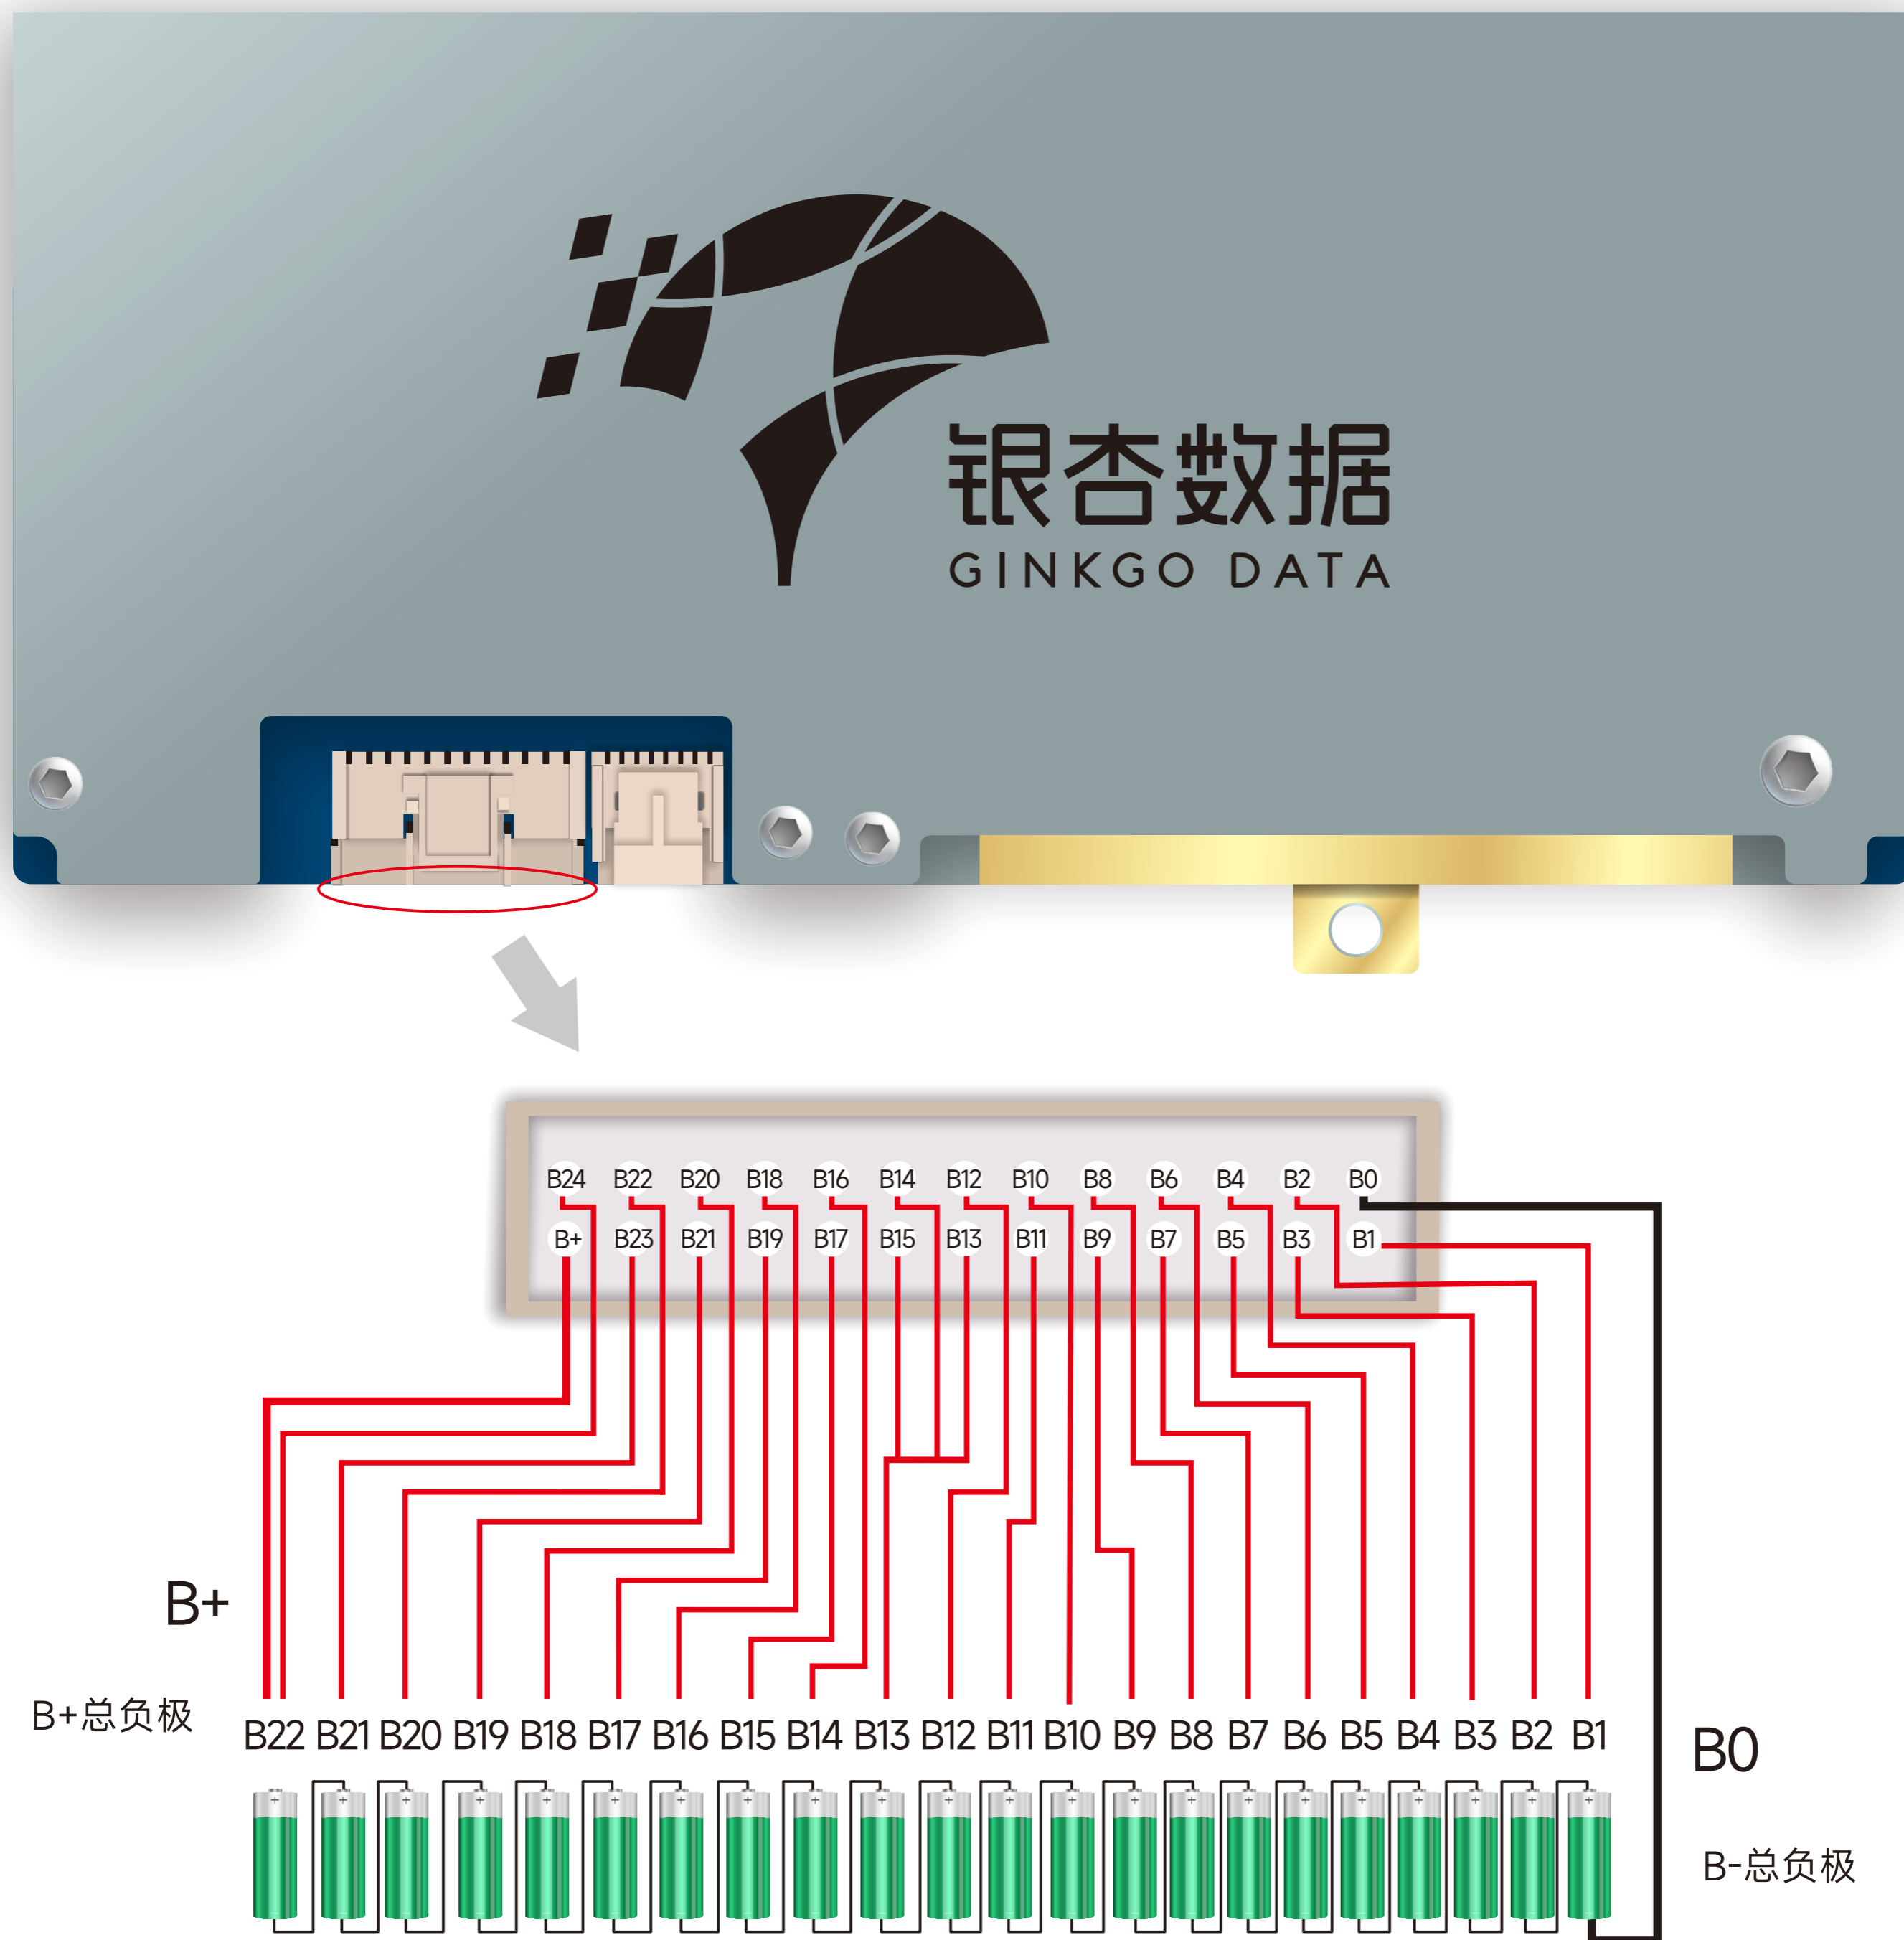 银杏数据
GINKGO DATA
B24 B22 B20 B18 B16 B14 B12 B10 B8 B6 B4 B2 B0
B+ B23 B21 B19 B17 B15 B13 B11 B9 B7 B5 B3 B1
B+
B+总负极
B22 B21 B20 B19 B18 B17 B16 B15 B14 B13 B12 B11 B10 B9 B8 B7 B6 B5 B4 B3 B2 B1
B0
B-总负极
+ + + + + + + + + + + + + + + + + + + + + +